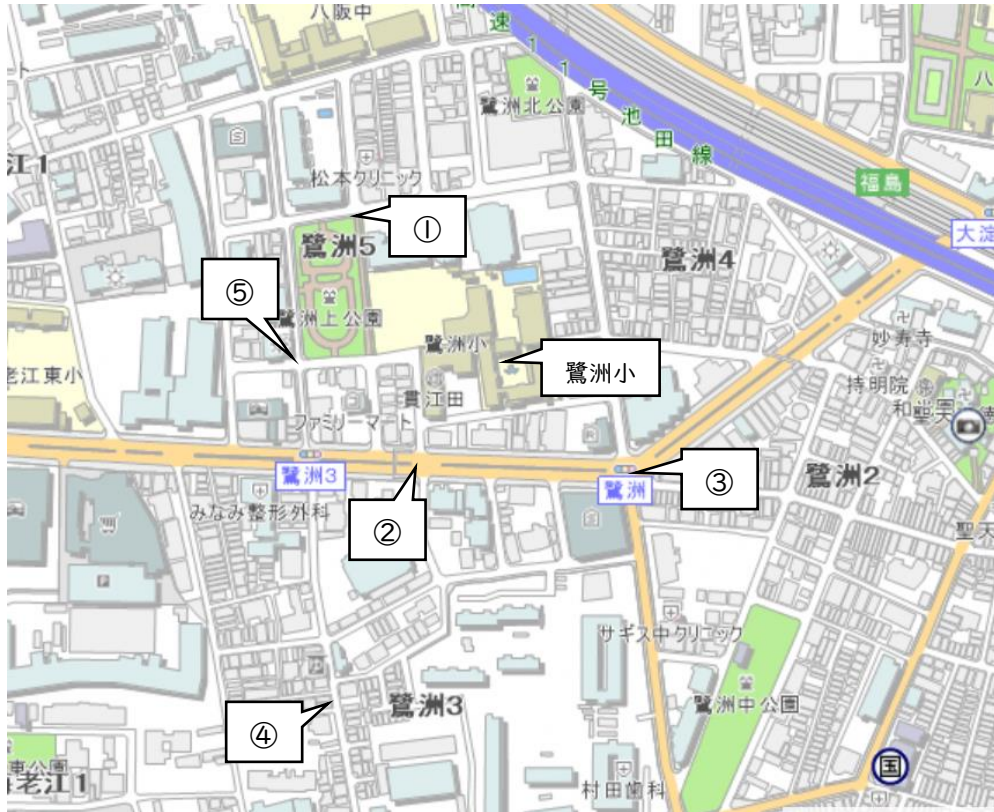 八阪中
速
1
1
号
池
田
線
鷺洲北公園
江1
松本クリニック
福島
大淀
①
鷺洲5
鷺洲4
⑤
鷺洲上公園
妙寿寺
鷺洲小
鷺洲小
老江東小
貫江田
持明院
ファミリーマート
鷺洲3
鷺洲
③
鷺洲2
みなみ整形外科
②
聖天
サギス中クリニック
④
鷺洲3
鷺洲中公園
国
東公園
老江1
村田歯科